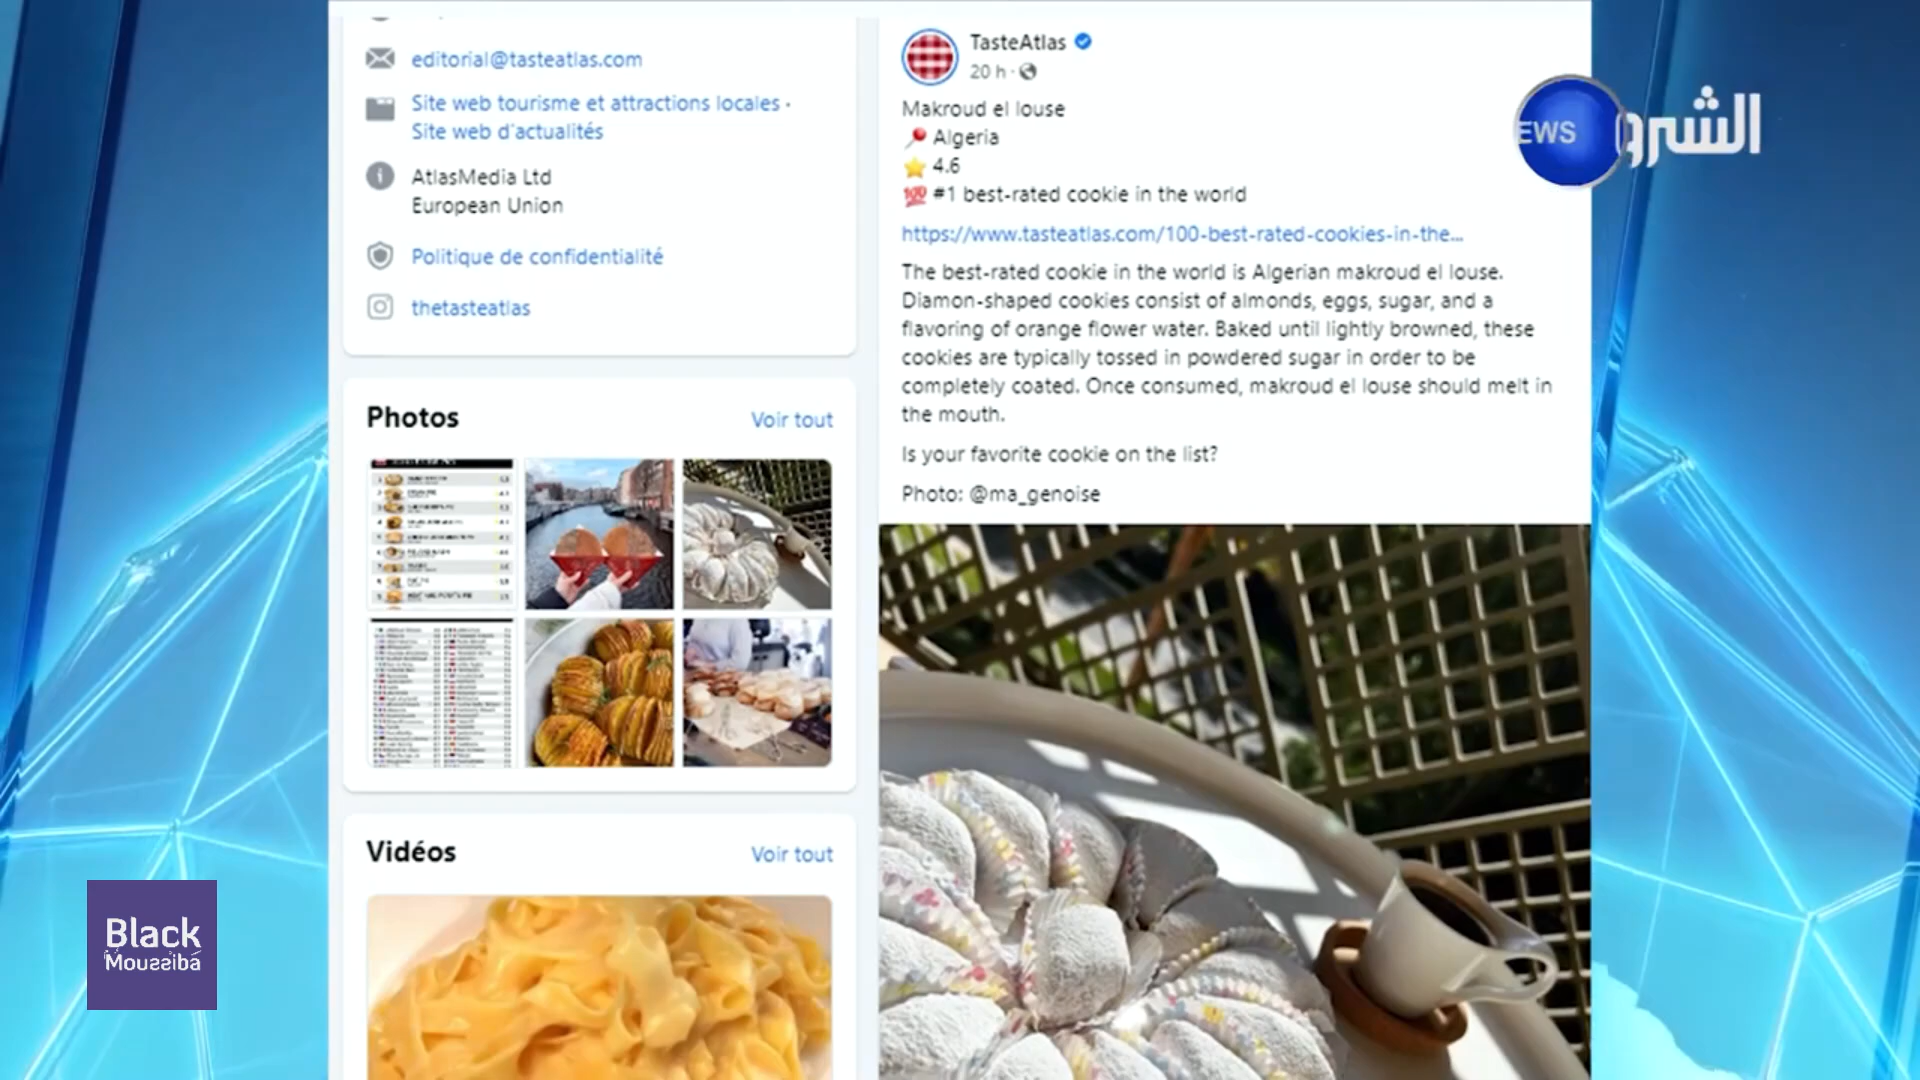 editorial@tasteatlas.com
Site web tourisme et attractions locales ·
Site web d'actualités
AtlasMedia Ltd
European Union
Politique de confidentialité
thetasteatlas
Photos
Voir tout
Vidéos
Voir tout
TasteAtlas
20 h ·
Makroud el louse
📍 Algeria
⭐ 4.6
💯 #1 best-rated cookie in the world
https://www.tasteatlas.com/100-best-rated-cookies-in-the...
The best-rated cookie in the world is Algerian makroud el louse.
Diamon-shaped cookies consist of almonds, eggs, sugar, and a
flavoring of orange flower water. Baked until lightly browned, these
cookies are typically tossed in powdered sugar in order to be
completely coated. Once consumed, makroud el louse should melt in
the mouth.
Is your favorite cookie on the list?
Photo: @ma_genoise
EWS
الشرو
Black
Moussiba